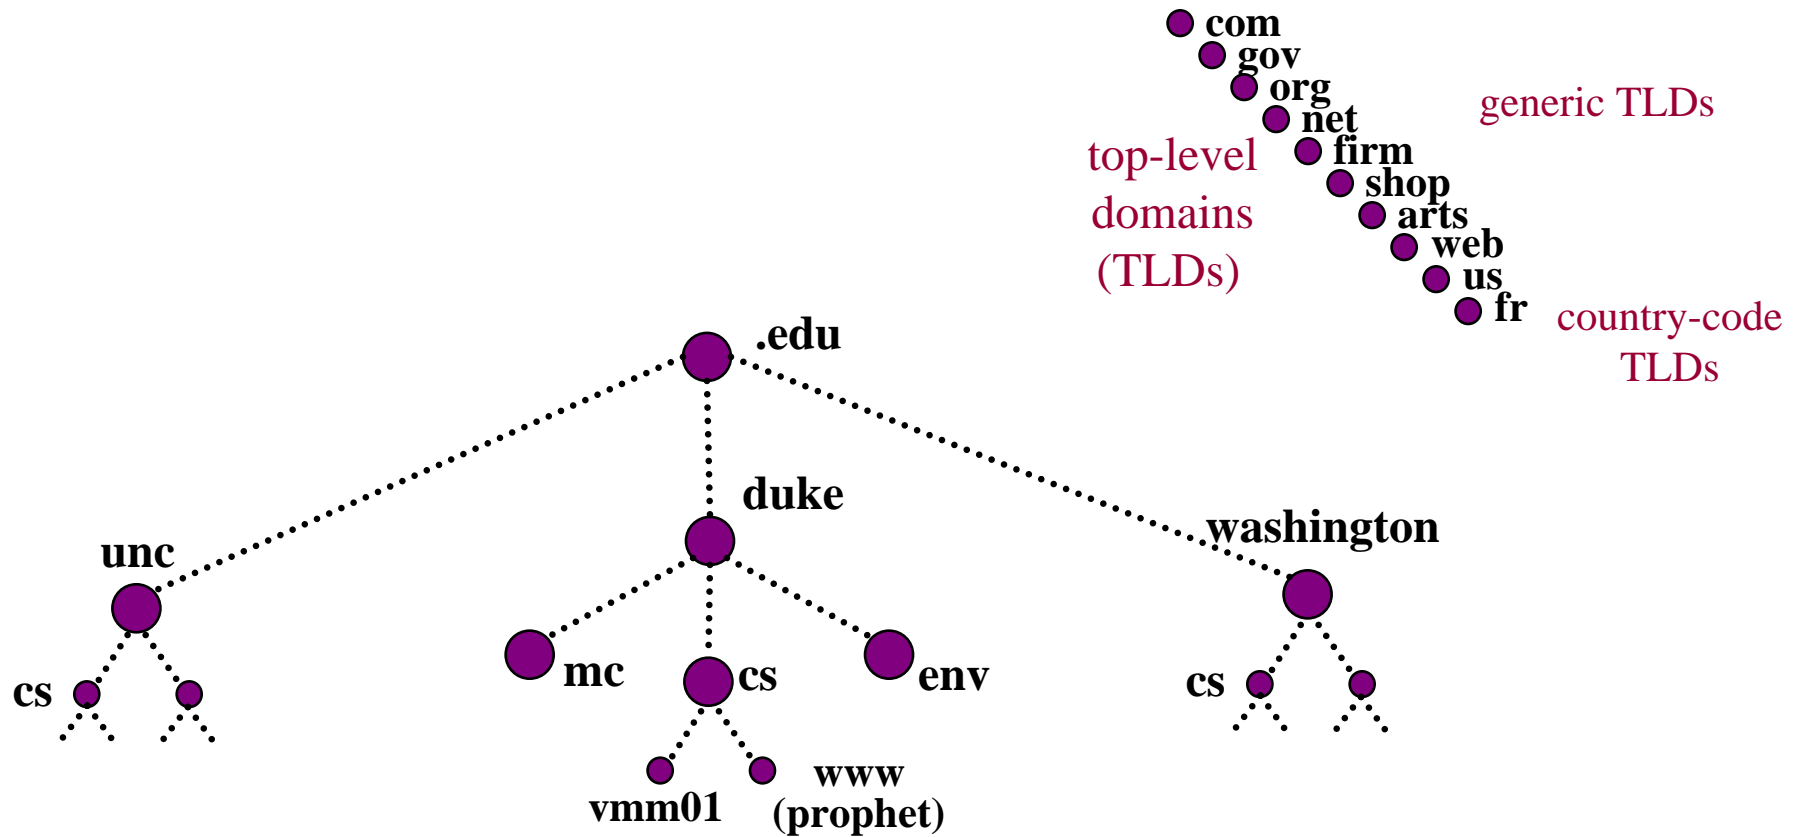 com
gov
org
net
firm
shop
arts
web
us
fr
generic TLDs
top-level
domains
(TLDs)
country-code
TLDs
.edu
duke
unc
washington
cs
mc
cs
env
cs
vmm01
www
(prophet)